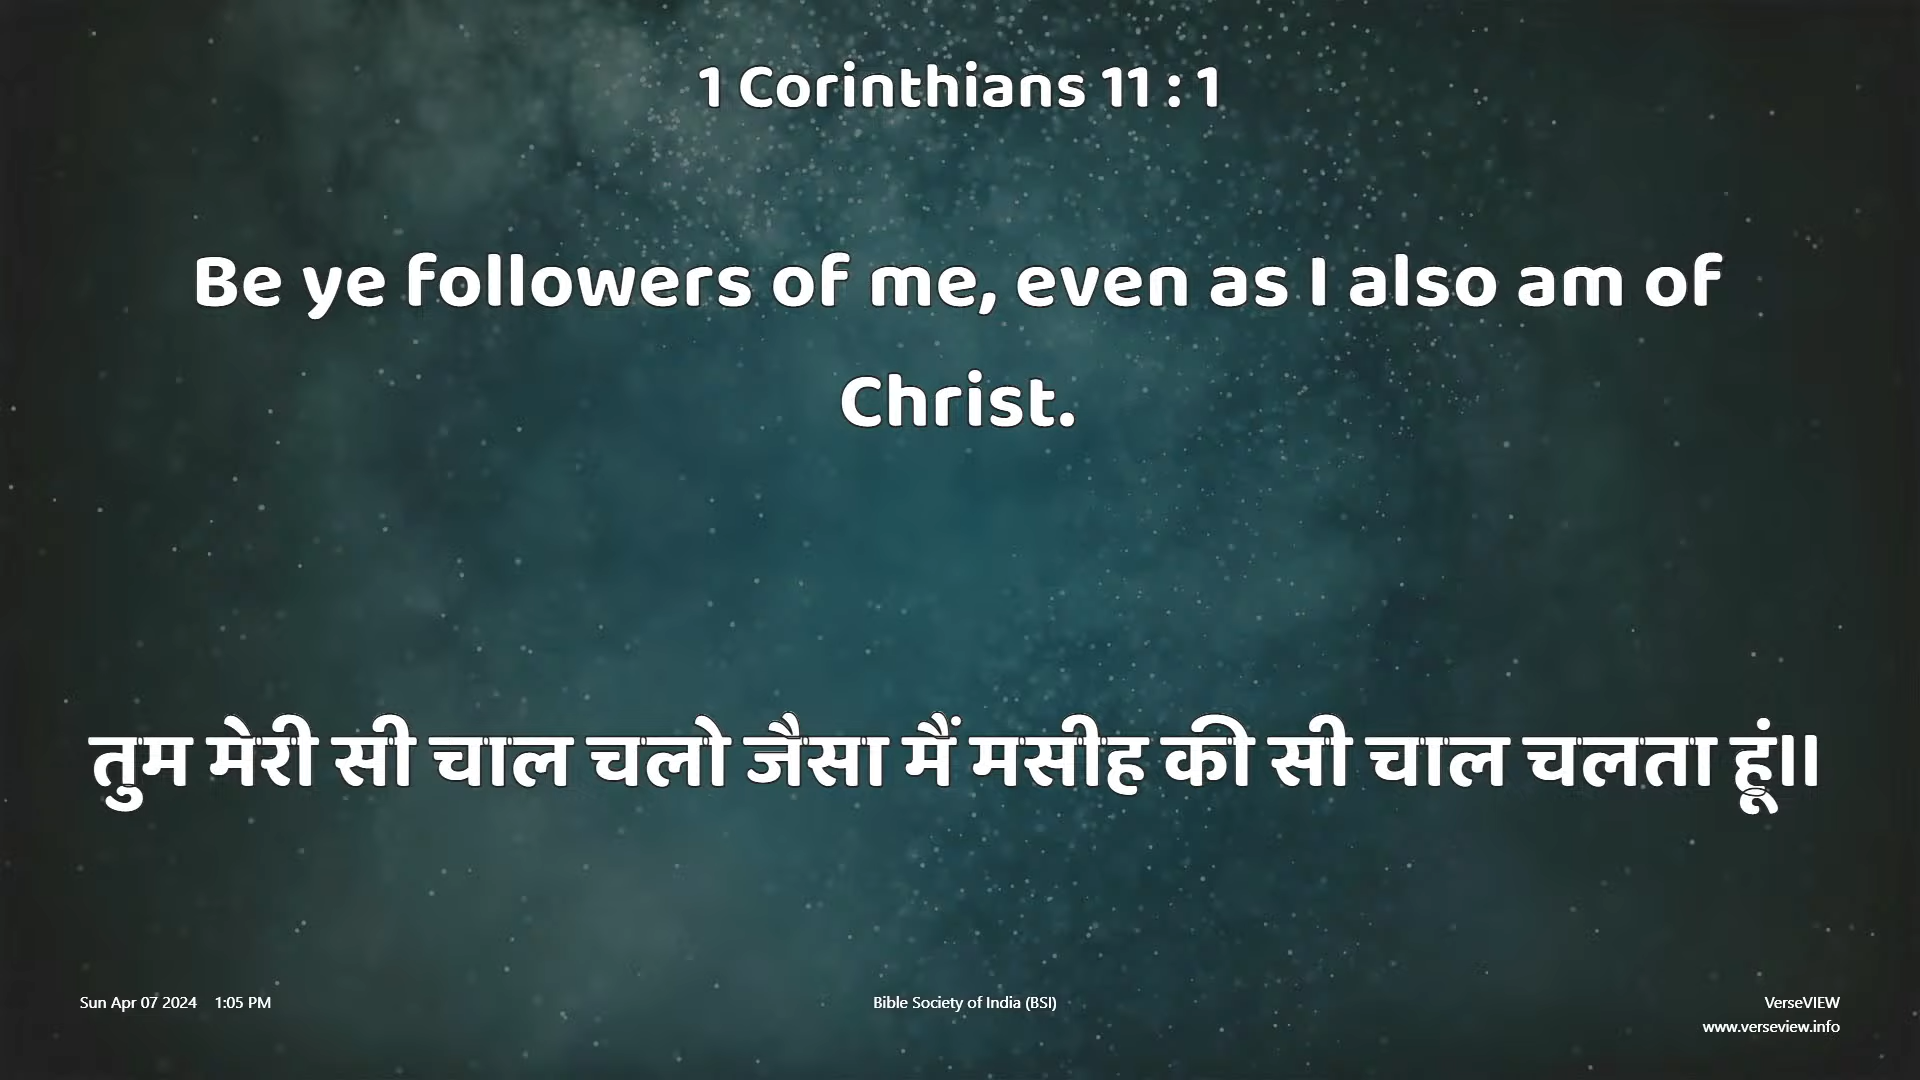 1 Corinthians 11 : 1
Be ye followers of me, even as I also am of
Christ.
तुम मेरी सी चाल चलो जैसा मैं मसीह की सी चाल चलता हूं।।
Sun Apr 07 2024 1:05 PM
Bible Society of India (BSI)
VerseVIEW
www.verseview.info